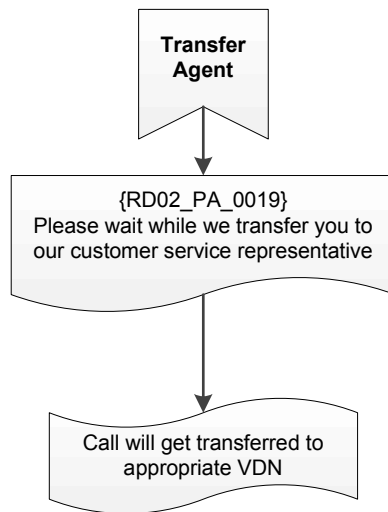 Transfer
Agent
{RD02_PA_0019}
Please wait while we transfer you to
our customer service representative
Call will get transferred to
appropriate VDN